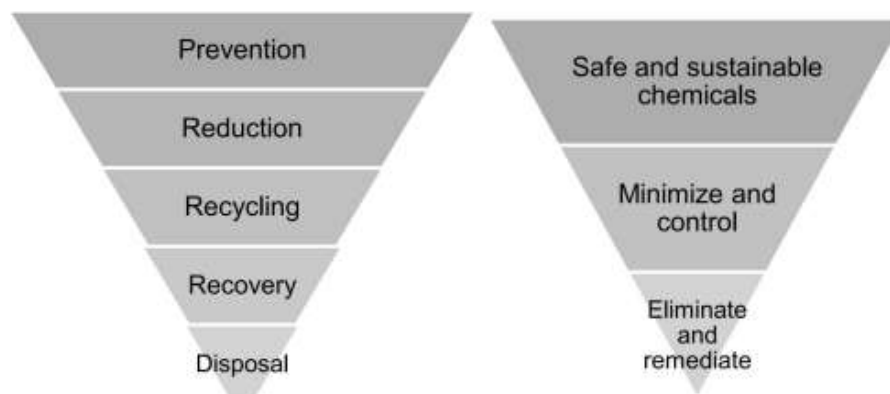 Prevention
Reduction
Recycling
Recovery
Disposal
Safe and sustainable
chemicals
Minimize and
control
Eliminate
and
remediate